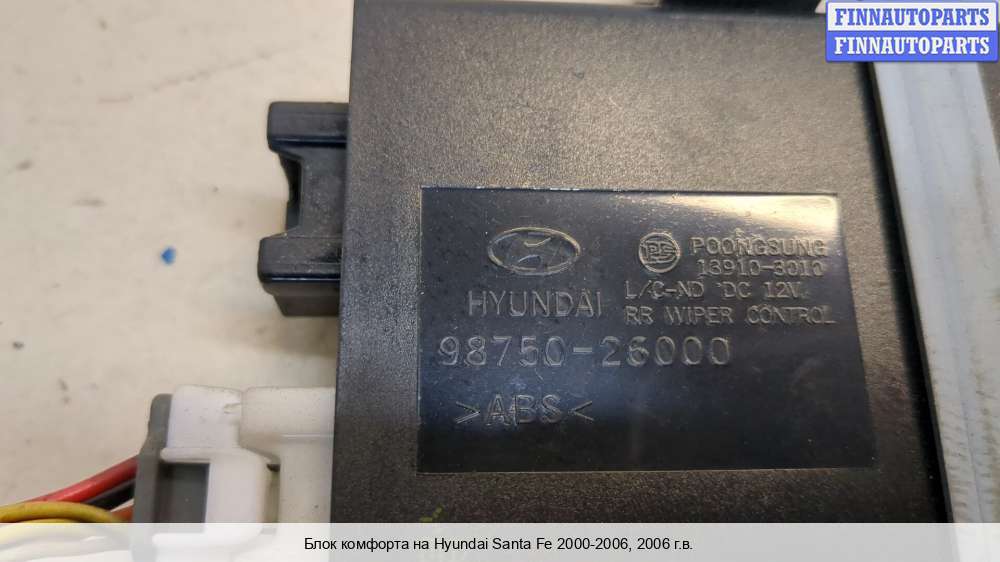 FINNAUTOPARTS
FINNAUTOPARTS
HYUNDAI
PS POONGSUNG
13910-3010
L/C-ND DC 12V.
RR WIPER CONTROL
98750-26000
>ABS<
Блок комфорта на Hyundai Santa Fe 2000-2006, 2006 г.в.